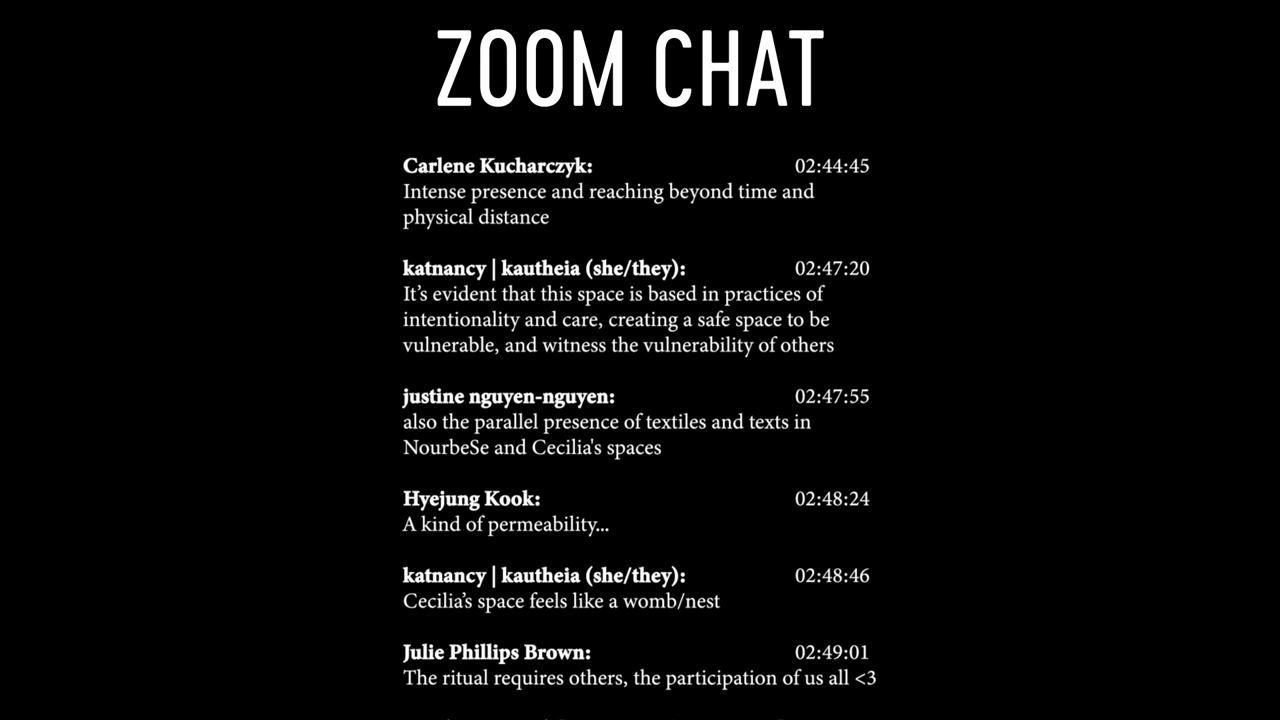 ZOOM CHAT
Carlene Kucharczyk: 02:44:45
Intense presence and reaching beyond time and
physical distance
katnancy | kautheia (she/they): 02:47:20
It’s evident that this space is based in practices of
intentionality and care, creating a safe space to be
vulnerable, and witness the vulnerability of others
justine nguyen-nguyen: 02:47:55
also the parallel presence of textiles and texts in
NourbeSe and Cecilia's spaces
Hyejung Kook: 02:48:24
A kind of permeability...
katnancy | kautheia (she/they): 02:48:46
Cecilia’s space feels like a womb/nest
Julie Phillips Brown: 02:49:01
The ritual requires others, the participation of us all <3